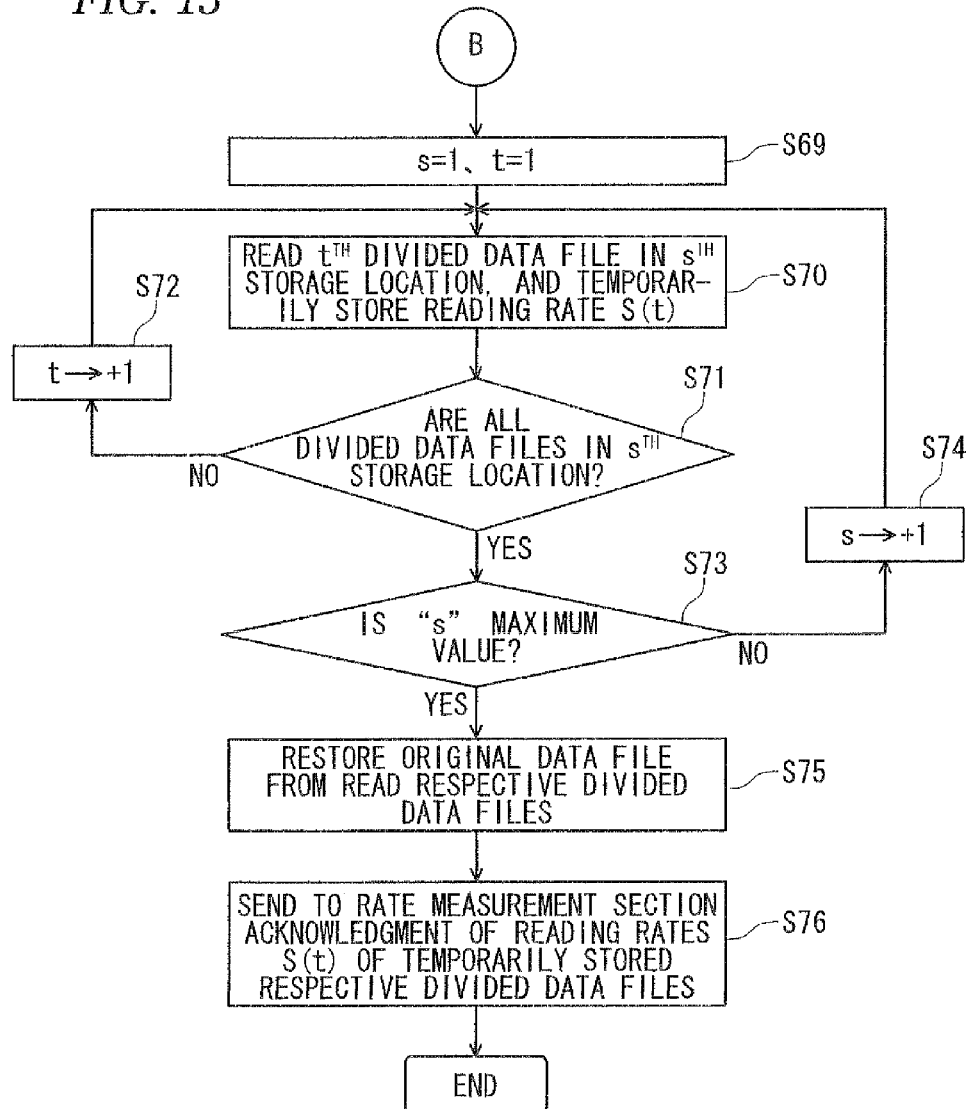 FIG. 13
B
s=1、t=1
S69
READ tTH DIVIDED DATA FILE IN sTH
STORAGE LOCATION, AND TEMPORAR-
ILY STORE READING RATE S(t)
S70
S72
t→+1
S71
ARE ALL
DIVIDED DATA FILES IN sTH
STORAGE LOCATION?
NO
YES
S74
s→+1
S73
IS “s” MAXIMUM
VALUE?
NO
YES
RESTORE ORIGINAL DATA FILE
FROM READ RESPECTIVE DIVIDED
DATA FILES
S75
SEND TO RATE MEASUREMENT SECTION
ACKNOWLEDGMENT OF READING RATES
S(t) OF TEMPORARILY STORED
RESPECTIVE DIVIDED DATA FILES
S76
END